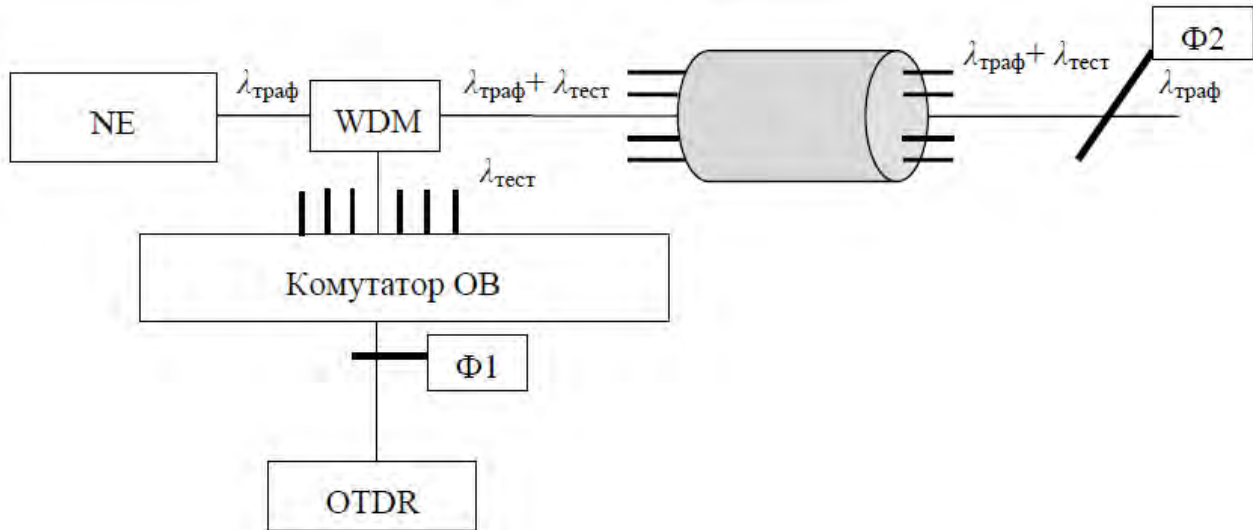 Ф2
λтраф
λтраф+ λтест
λтраф+ λтест
λтраф
NE
WDM
λтест
Комутатор ОВ
Ф1
OTDR